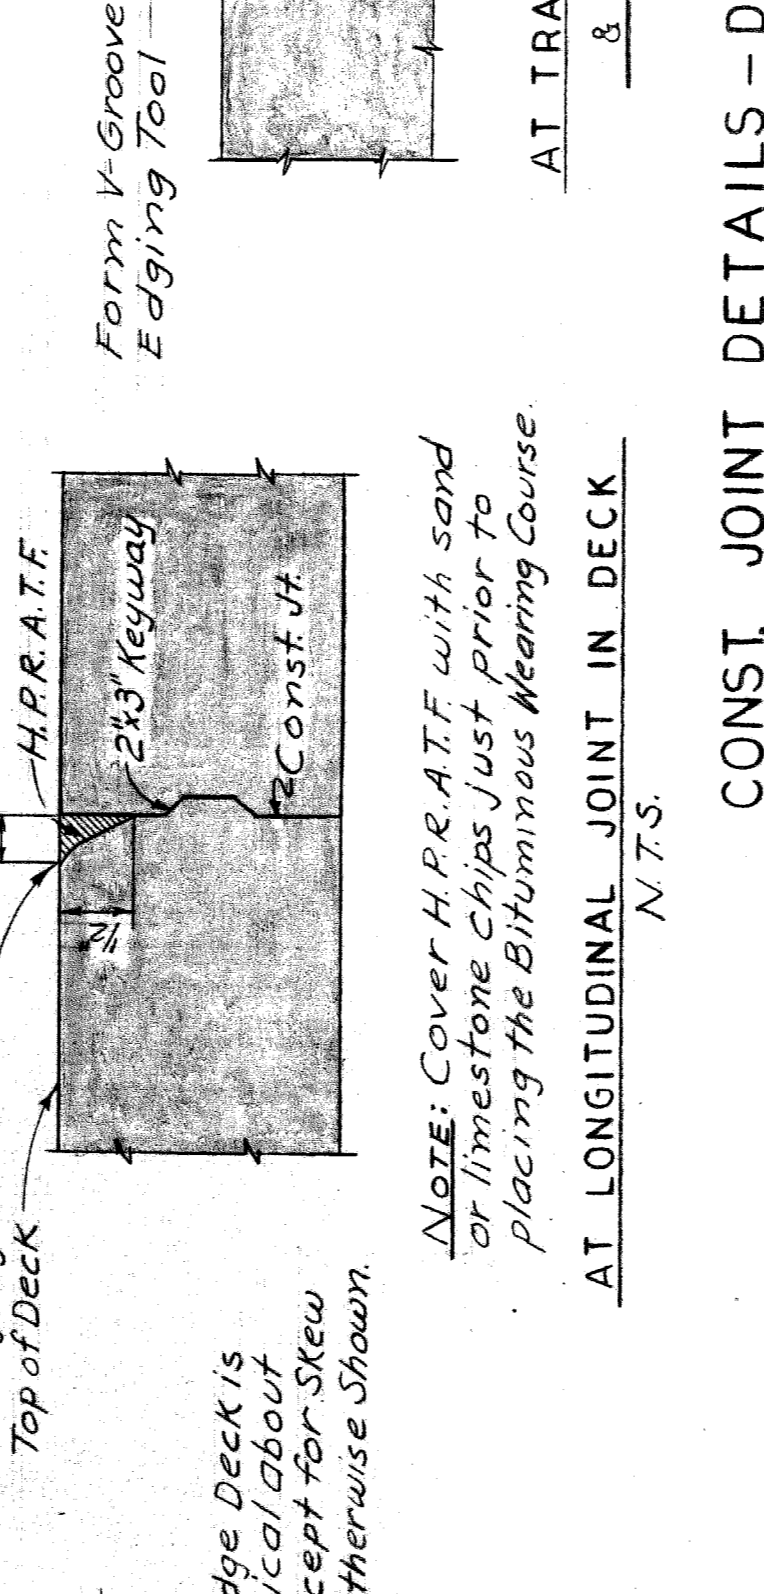 Form V-Groove
Edging Tool
AT TRA
&
H.P.R.A.T.F.
2"x3" Keyway
Const. Jt.
1/2"
Top of Deck
NOTE: Cover H.P.R.A.T.F. with sand
or limestone chips just prior to
placing the Bituminous Wearing Course.
AT LONGITUDINAL JOINT IN DECK
N.T.S.
CONST. JOINT DETAILS - D
dge Deck is
ical about
cept for Skew
therwise Shown.